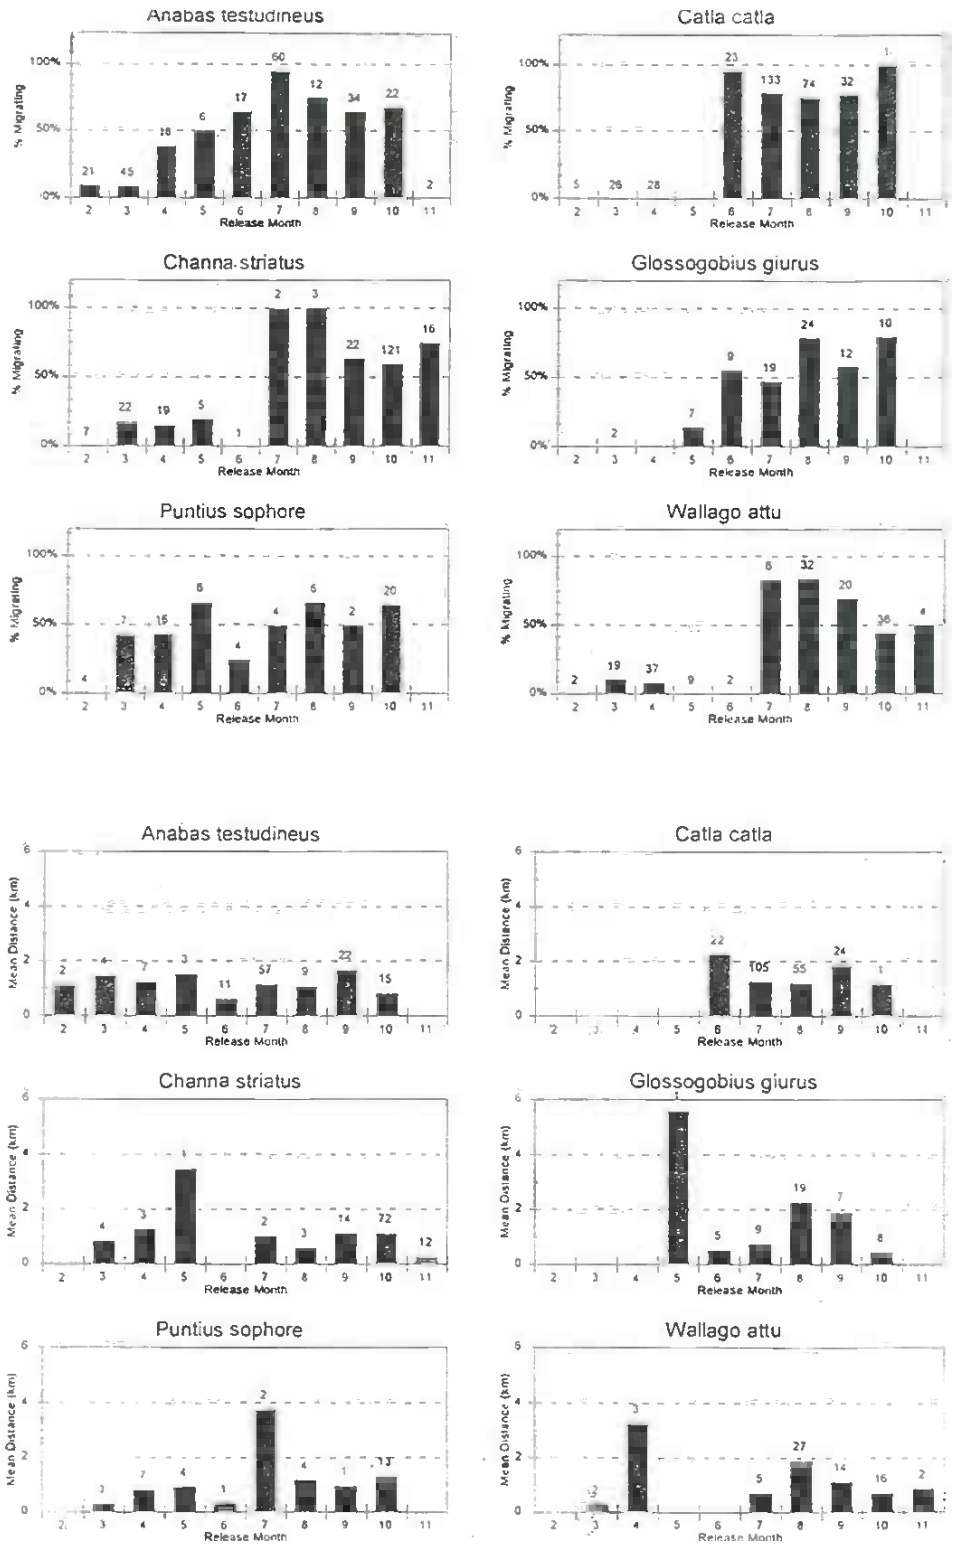 Anabas testudineus
% Migrating
100%
50%
0%
21 45 18 6 17 60 12 34 22 2
2 3 4 5 6 7 8 9 10 11
Release Month
Catla catla
% Migrating
100%
50%
0%
5 26 28 23 133 74 32 1
2 3 4 5 6 7 8 9 10 11
Release Month
Channa striatus
% Migrating
100%
50%
0%
7 22 19 5 1 2 3 22 121 16
2 3 4 5 6 7 8 9 10 11
Release Month
Glossogobius giurus
% Migrating
100%
50%
0%
2 7 9 19 24 12 10
2 3 4 5 6 7 8 9 10 11
Release Month
Puntius sophore
% Migrating
100%
50%
0%
4 7 4 6 2 20
2 3 4 5 6 7 8 9 10 11
Release Month
Wallago attu
% Migrating
100%
50%
0%
2 19 37 9 2 6 32 20 36 4
2 3 4 5 6 7 8 9 10 11
Release Month
Anabas testudineus
Mean Distance (km)
6
4
2
0
2 4 7 3 11 57 9 22 15
2 3 4 5 6 7 8 9 10 11
Release Month
Catla catla
Mean Distance (km)
6
4
2
0
22 105 55 24 1
2 3 4 5 6 7 8 9 10 11
Release Month
Channa striatus
Mean Distance (km)
6
4
2
0
4 3 1 2 3 14 72 12
2 3 4 5 6 7 8 9 10 11
Release Month
Glossogobius giurus
Mean Distance (km)
6
4
2
0
5 9 19 7 8
2 3 4 5 6 7 8 9 10 11
Release Month
Puntius sophore
Mean Distance (km)
6
4
2
0
7 4 1 2 4 1 13
2 3 4 5 6 7 8 9 10 11
Release Month
Wallago attu
Mean Distance (km)
6
4
2
0
2 3 5 27 14 16 2
2 3 4 5 6 7 8 9 10 11
Release Month